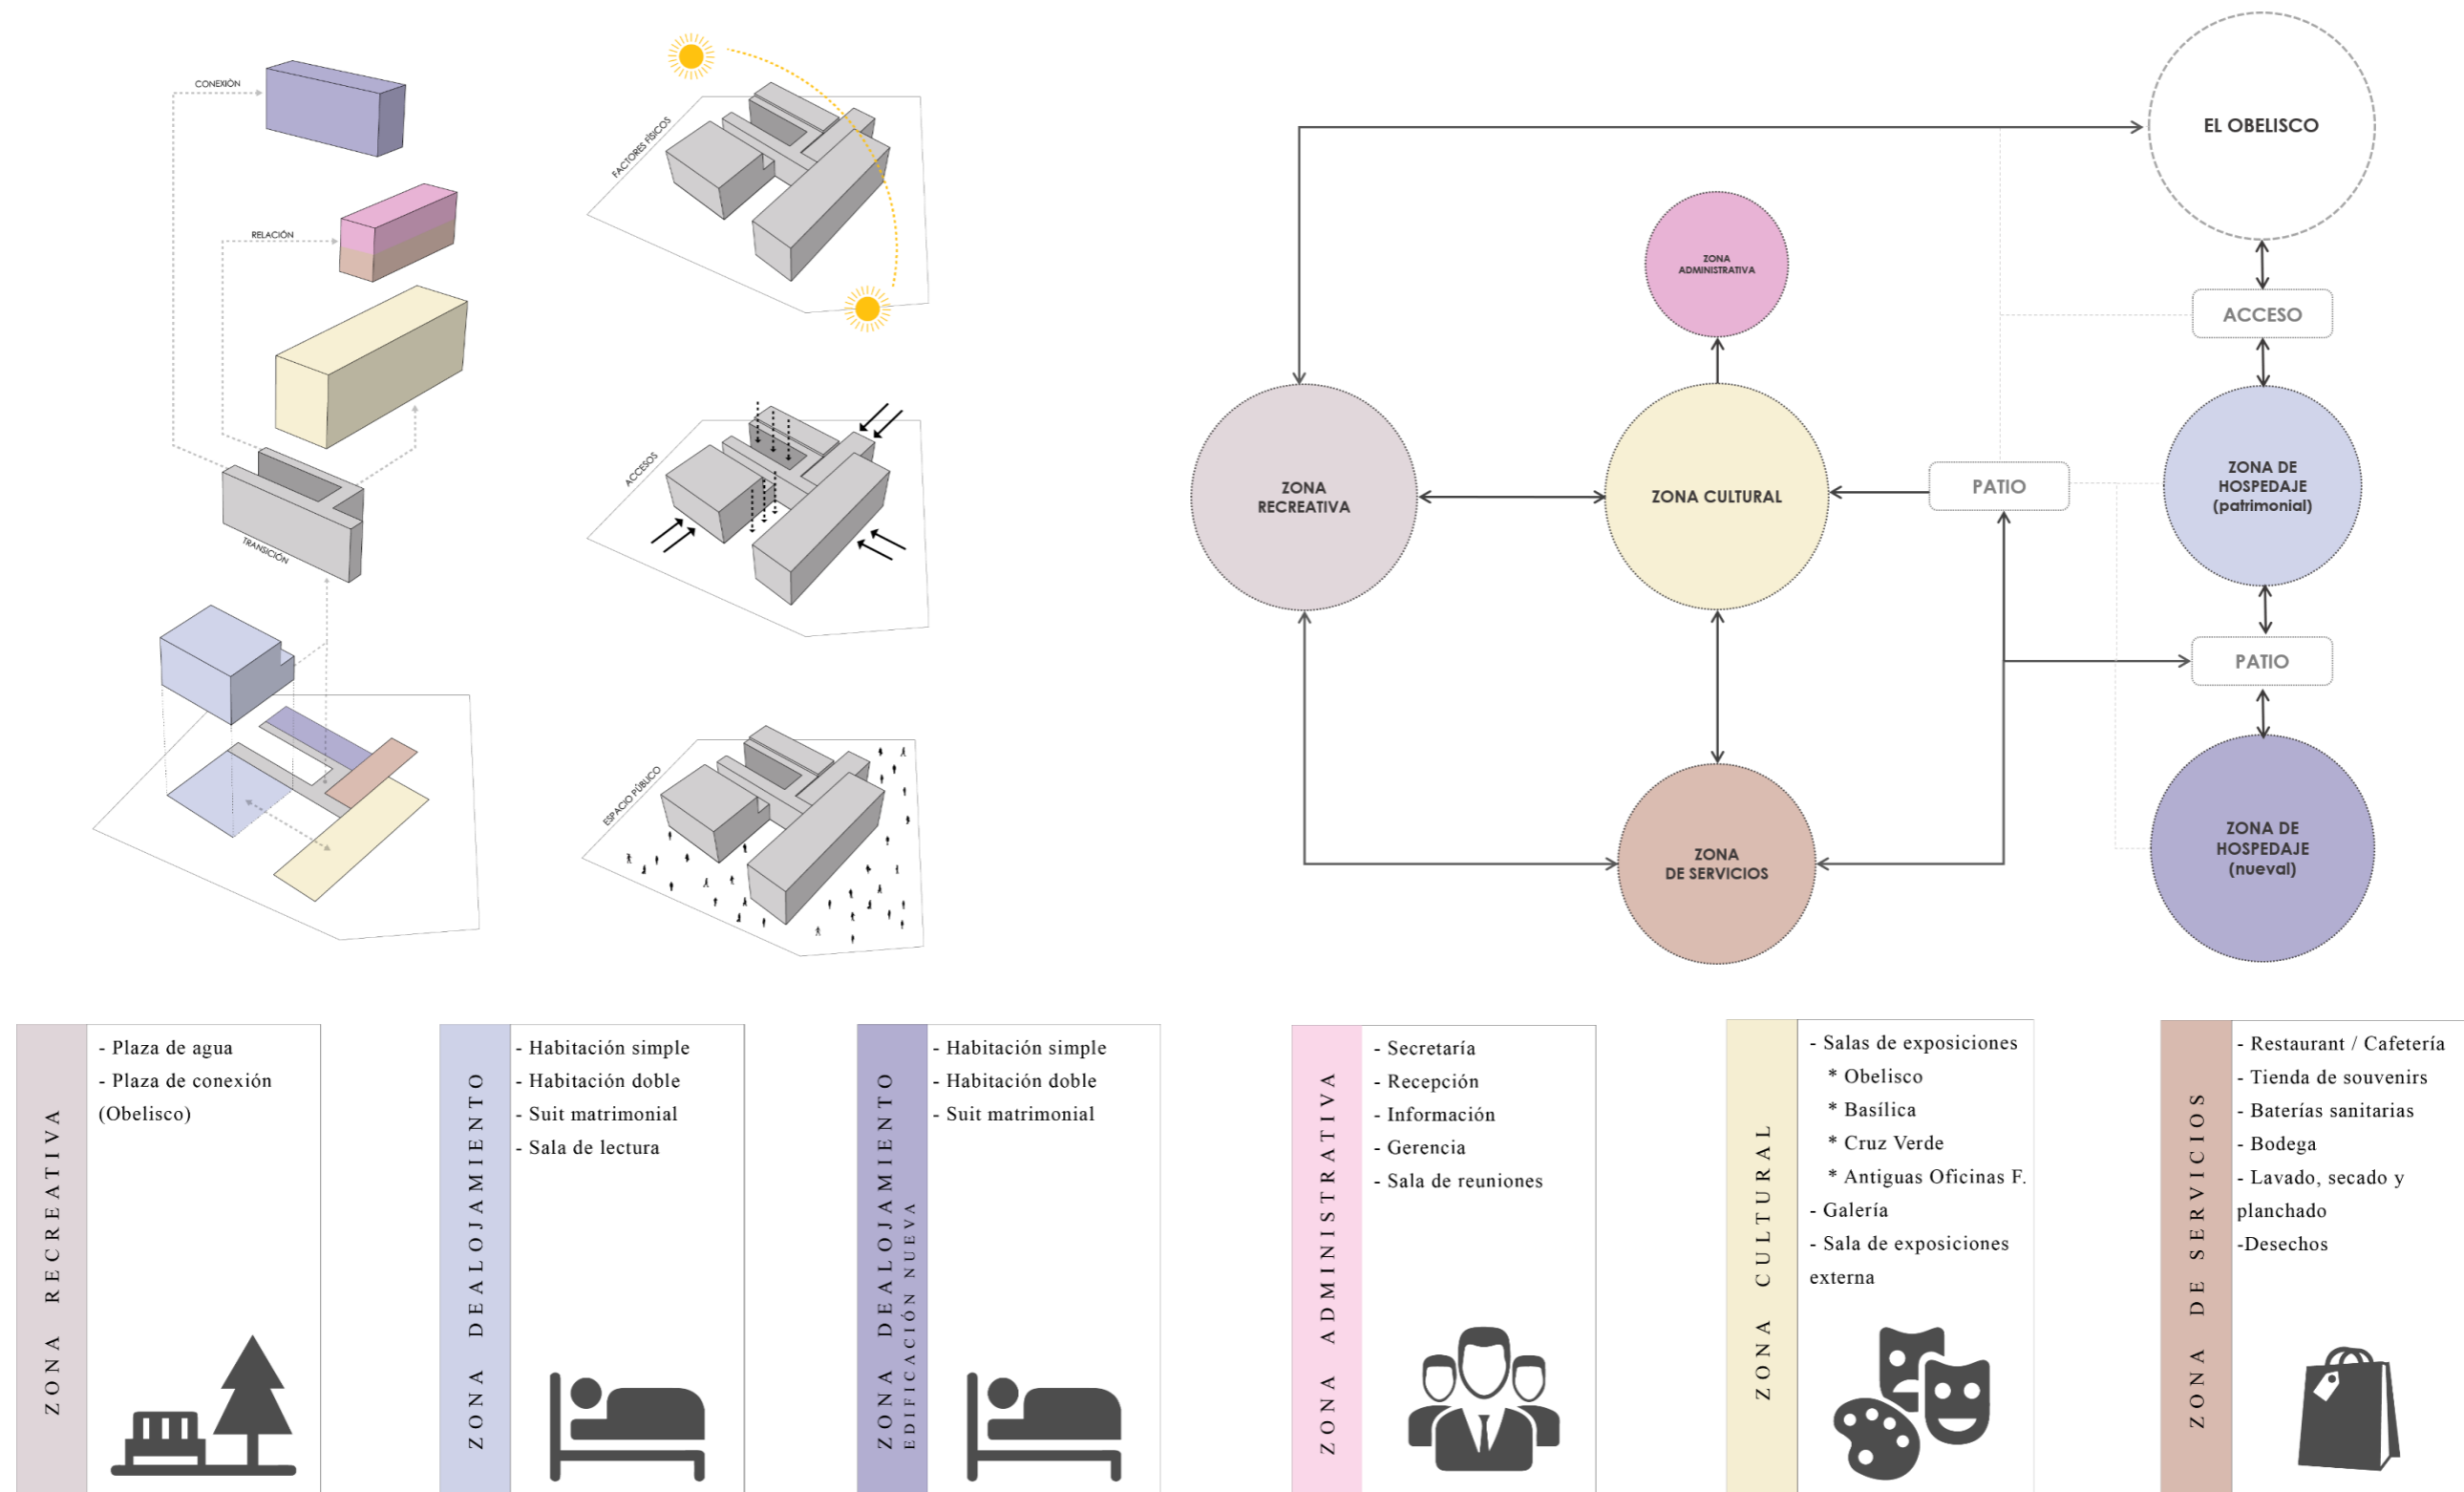 CONEXIÓN
RELACIÓN
TRANSICIÓN
FACTORES FÍSICOS
ACCESOS
ESPACIO PÚBLICO
EL OBELISCO
ZONA
ADMINISTRATIVA
ACCESO
ZONA
RECREATIVA
ZONA CULTURAL
PATIO
ZONA DE
HOSPEDAJE
(patrimonial)
PATIO
ZONA
DE SERVICIOS
ZONA DE
HOSPEDAJE
(nueval)
ZONA RECREATIVA
- Plaza de agua
- Plaza de conexión
(Obelisco)
ZONA DEALOJAMIENTO
- Habitación simple
- Habitación doble
- Suit matrimonial
- Sala de lectura
ZONA DEALOJAMIENTO
EDIFICACIÓN NUEVA
- Habitación simple
- Habitación doble
- Suit matrimonial
ZONA ADMINISTRATIVA
- Secretaría
- Recepción
- Información
- Gerencia
- Sala de reuniones
ZONA CULTURAL
- Salas de exposiciones
* Obelisco
* Basílica
* Cruz Verde
* Antiguas Oficinas F.
- Galería
- Sala de exposiciones
externa
ZONA DE SERVICIOS
- Restaurant / Cafetería
- Tienda de souvenirs
- Baterías sanitarias
- Bodega
- Lavado, secado y
planchado
-Desechos